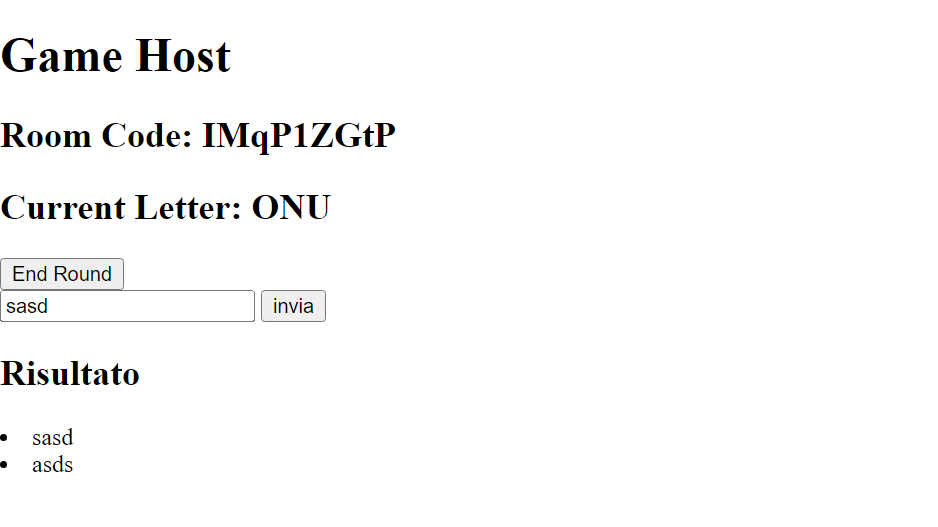 Game Host
Room Code: IMqP1ZGtP
Current Letter: ONU
End Round
sasd invia
Risultato
sasd
asds